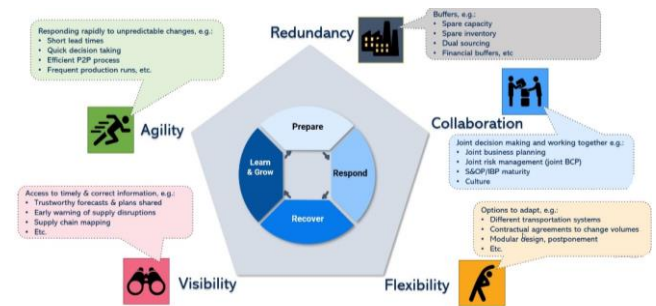 Responding rapidly to unpredictable changes, e.g.:
• Short lead times
• Quick decision taking
• Efficient P2P process
• Frequent production runs, etc.
Agility
Redundancy
Buffers, e.g.:
• Spare capacity
• Spare inventory
• Dual sourcing
• Financial buffers, etc
Collaboration
Joint decision making and working together e.g.:
• Joint business planning
• Joint risk management (joint BCP)
• S&OP/IBP maturity
• Culture
Prepare
Learn
& Grow
Respond
Recover
Access to timely & correct information, e.g.:
• Trustworthy forecasts & plans shared
• Early warning of supply disruptions
• Supply chain mapping
• Etc.
Visibility
Options to adapt, e.g.:
• Different transportation systems
• Contractual agreements to change volumes
• Modular design, postponement
• Etc.
Flexibility